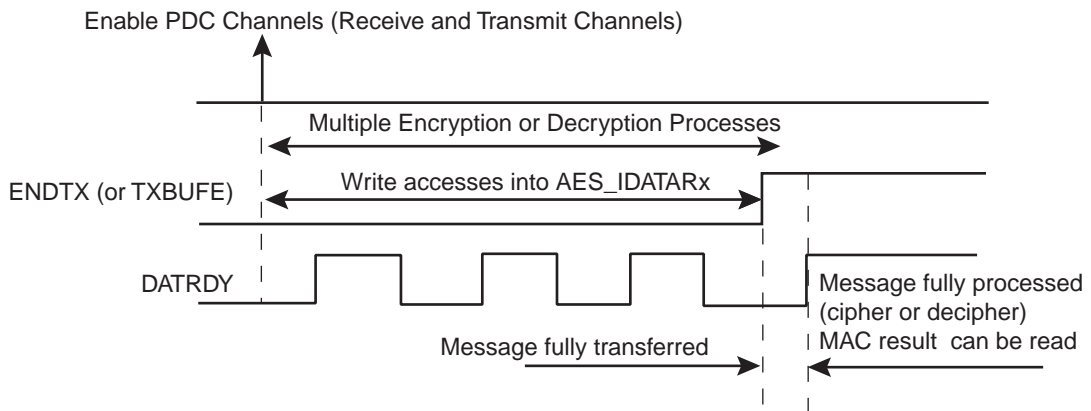 Enable PDC Channels (Receive and Transmit Channels)
Multiple Encryption or Decryption Processes
Write accesses into AES_IDATARx
ENDTX (or TXBUFE)
DATRDY
Message fully processed
(cipher or decipher)
MAC result can be read
Message fully transferred